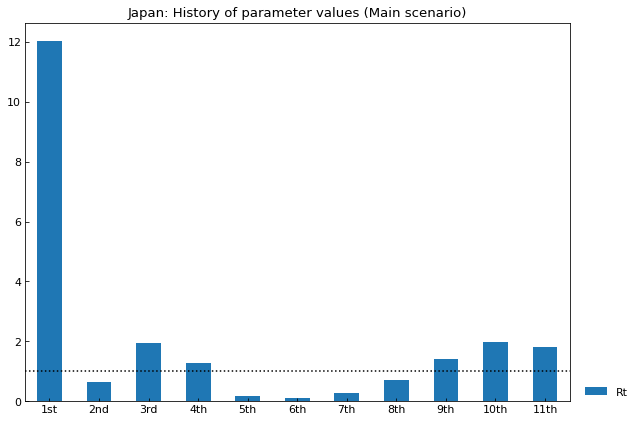 Japan: History of parameter values (Main scenario)
12
10
8
6
4
2
0
1st 2nd 3rd 4th 5th 6th 7th 8th 9th 10th 11th
Rt